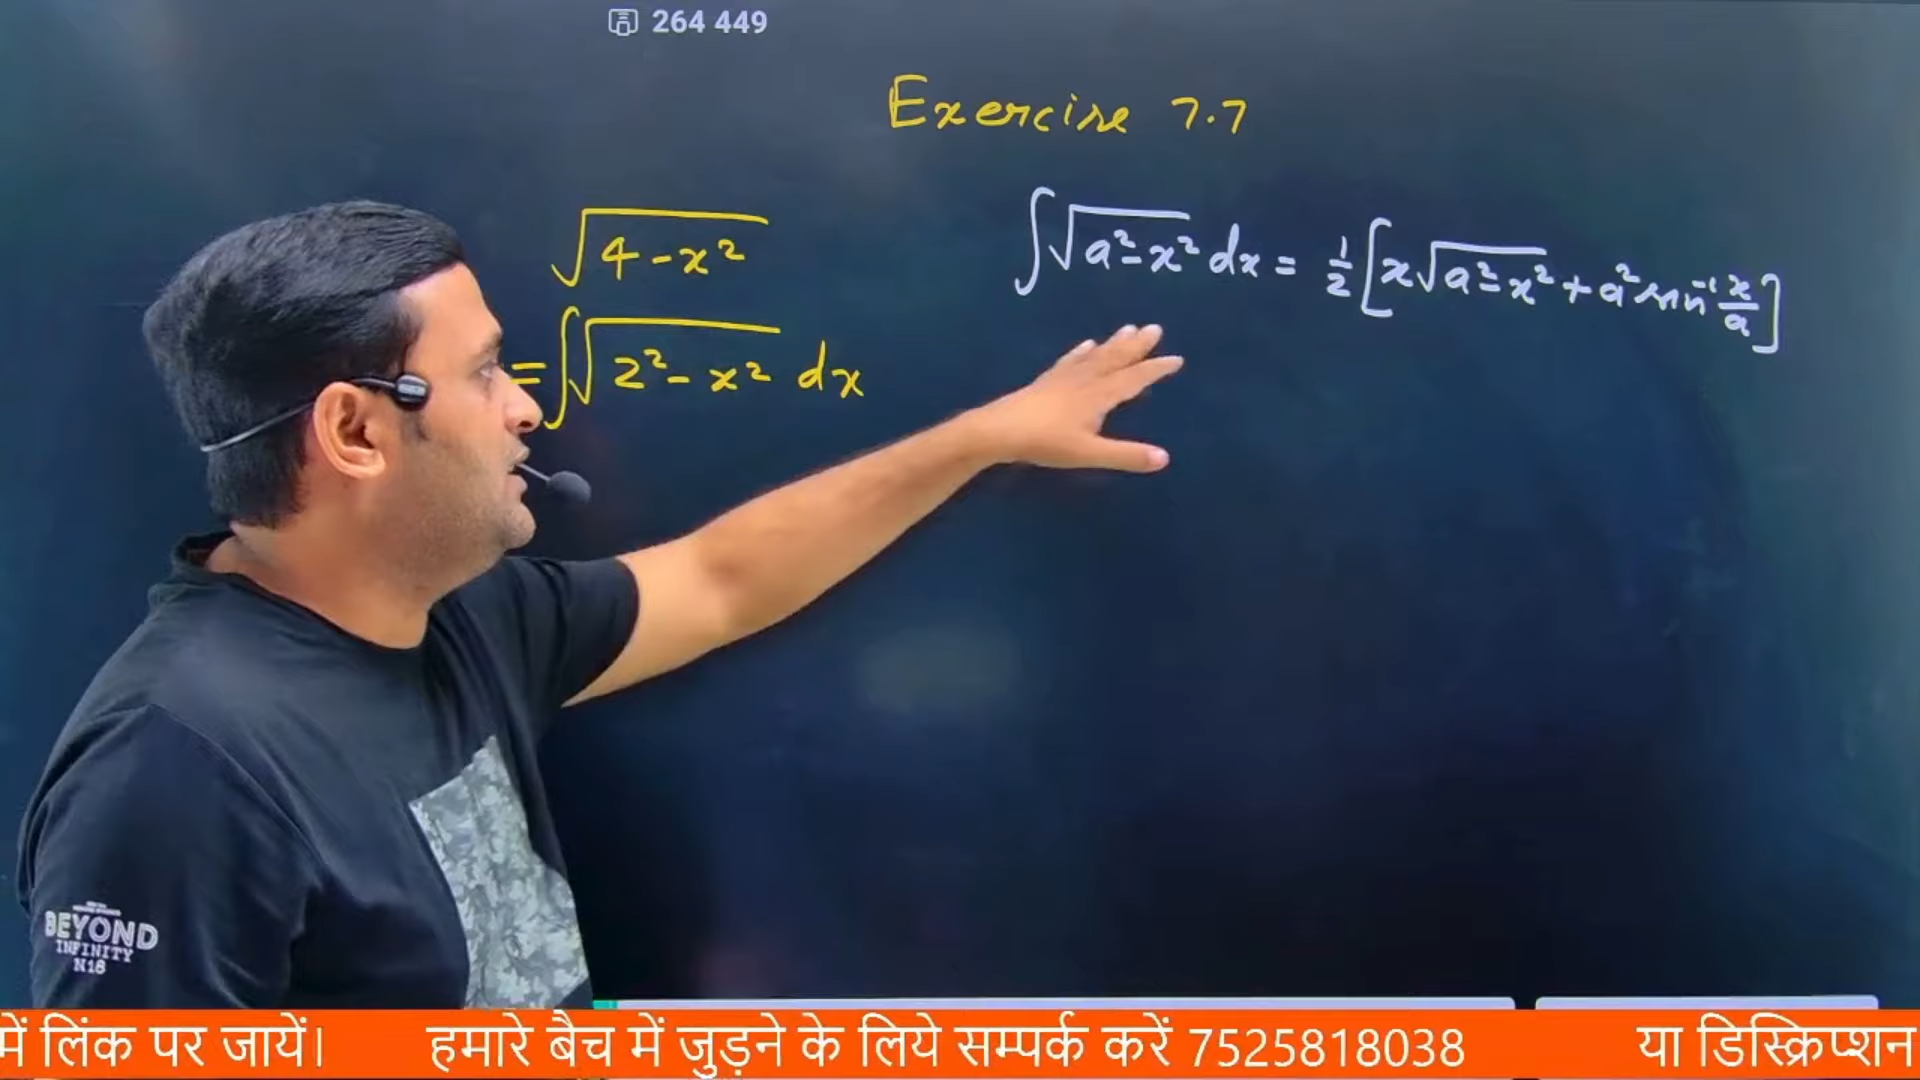 264 449
Exercise 7.7
√4-x²
=∫√2²-x² dx
∫√a²-x² dx = 1/2[x√a²-x² + a² sin⁻¹ x/a]
BEYOND
INFINITY
N16
में लिंक पर जायें। हमारे बैच में जुड़ने के लिये सम्पर्क करें 7525818038 या डिस्क्रिप्शन